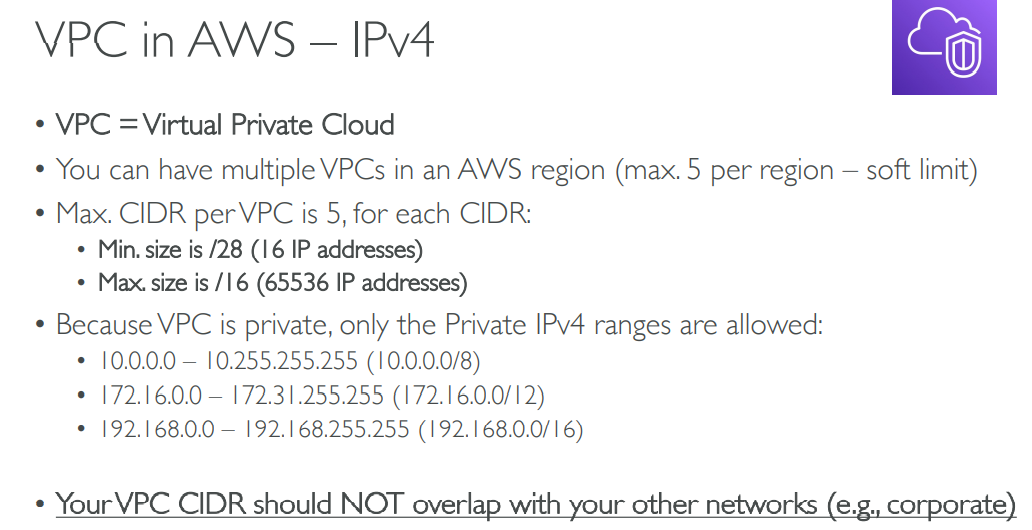 VPC in AWS – IPv4
• VPC = Virtual Private Cloud
• You can have multiple VPCs in an AWS region (max. 5 per region – soft limit)
• Max. CIDR per VPC is 5, for each CIDR:
• Min. size is /28 (16 IP addresses)
• Max. size is /16 (65536 IP addresses)
• Because VPC is private, only the Private IPv4 ranges are allowed:
• 10.0.0.0 – 10.255.255.255 (10.0.0.0/8)
• 172.16.0.0 – 172.31.255.255 (172.16.0.0/12)
• 192.168.0.0 – 192.168.255.255 (192.168.0.0/16)
• Your VPC CIDR should NOT overlap with your other networks (e.g., corporate)